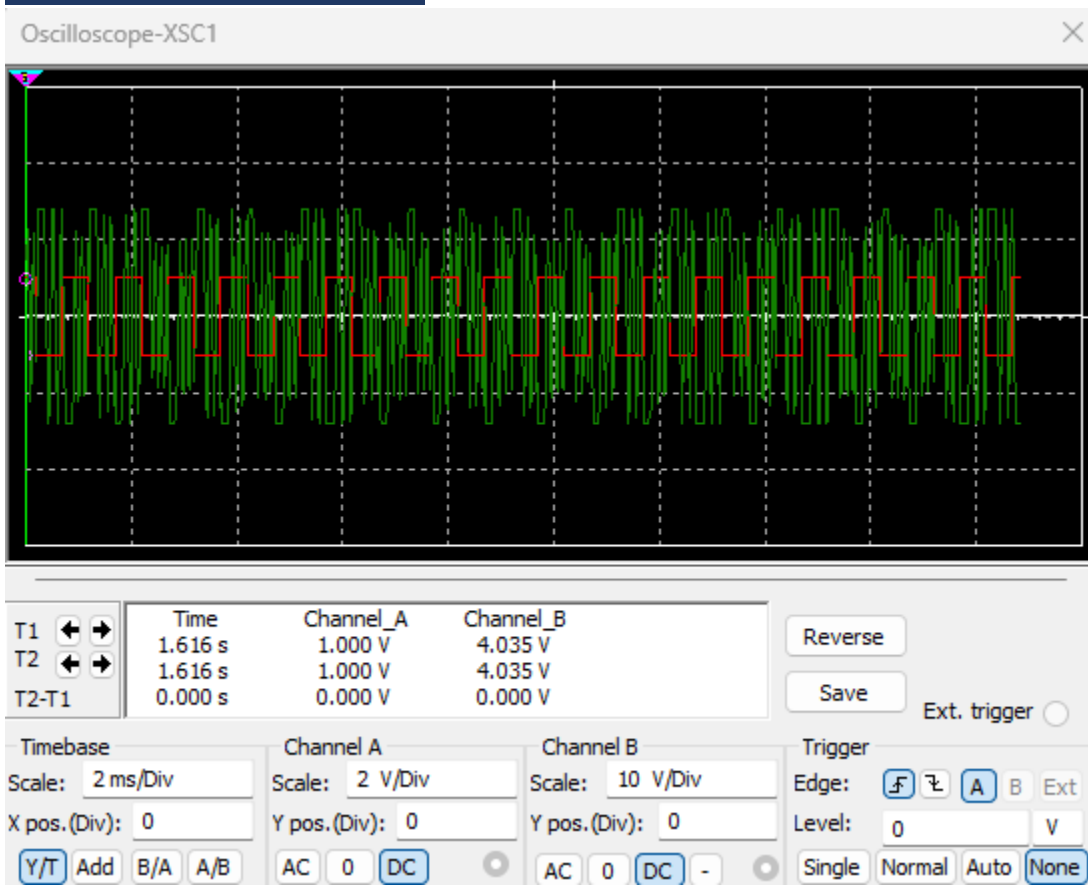 Oscilloscope-XSC1
Time Channel_A Channel_B
T1 1.616 s 1.000 V 4.035 V
T2 1.616 s 1.000 V 4.035 V
T2-T1 0.000 s 0.000 V 0.000 V
Reverse
Save
Ext. trigger
Timebase
Scale: 2 ms/Div
X pos.(Div): 0
Y/T Add B/A A/B
Channel A
Scale: 2 V/Div
Y pos.(Div): 0
AC 0 DC
Channel B
Scale: 10 V/Div
Y pos.(Div): 0
AC 0 DC -
Trigger
Edge: A B Ext
Level: 0 V
Single Normal Auto None